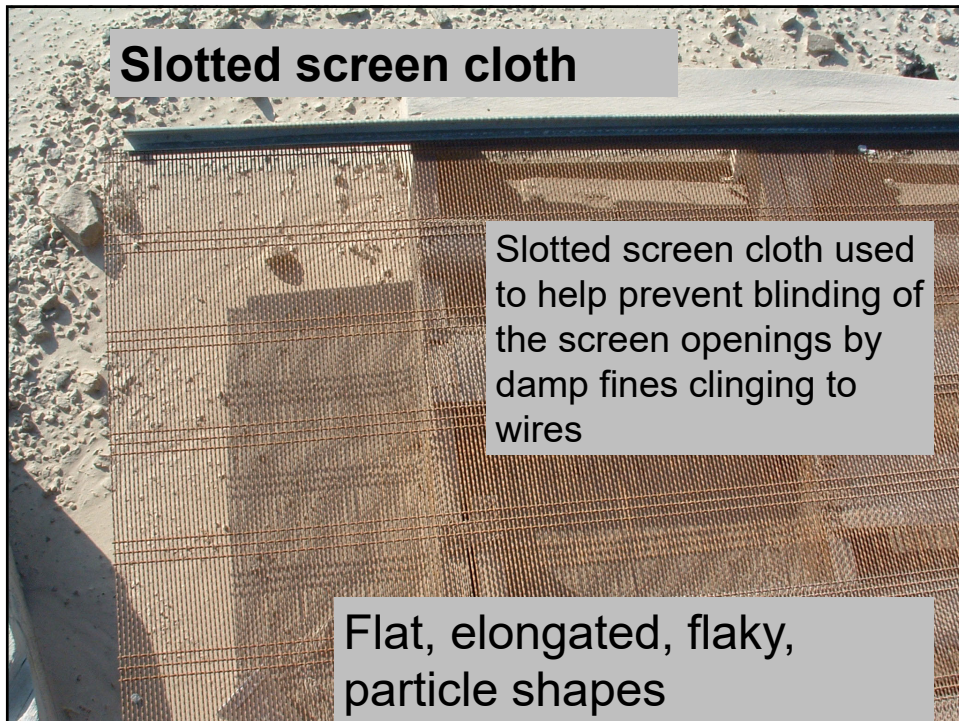 Slotted screen cloth
Slotted screen cloth used
to help prevent blinding of
the screen openings by
damp fines clinging to
wires
Flat, elongated, flaky,
particle shapes